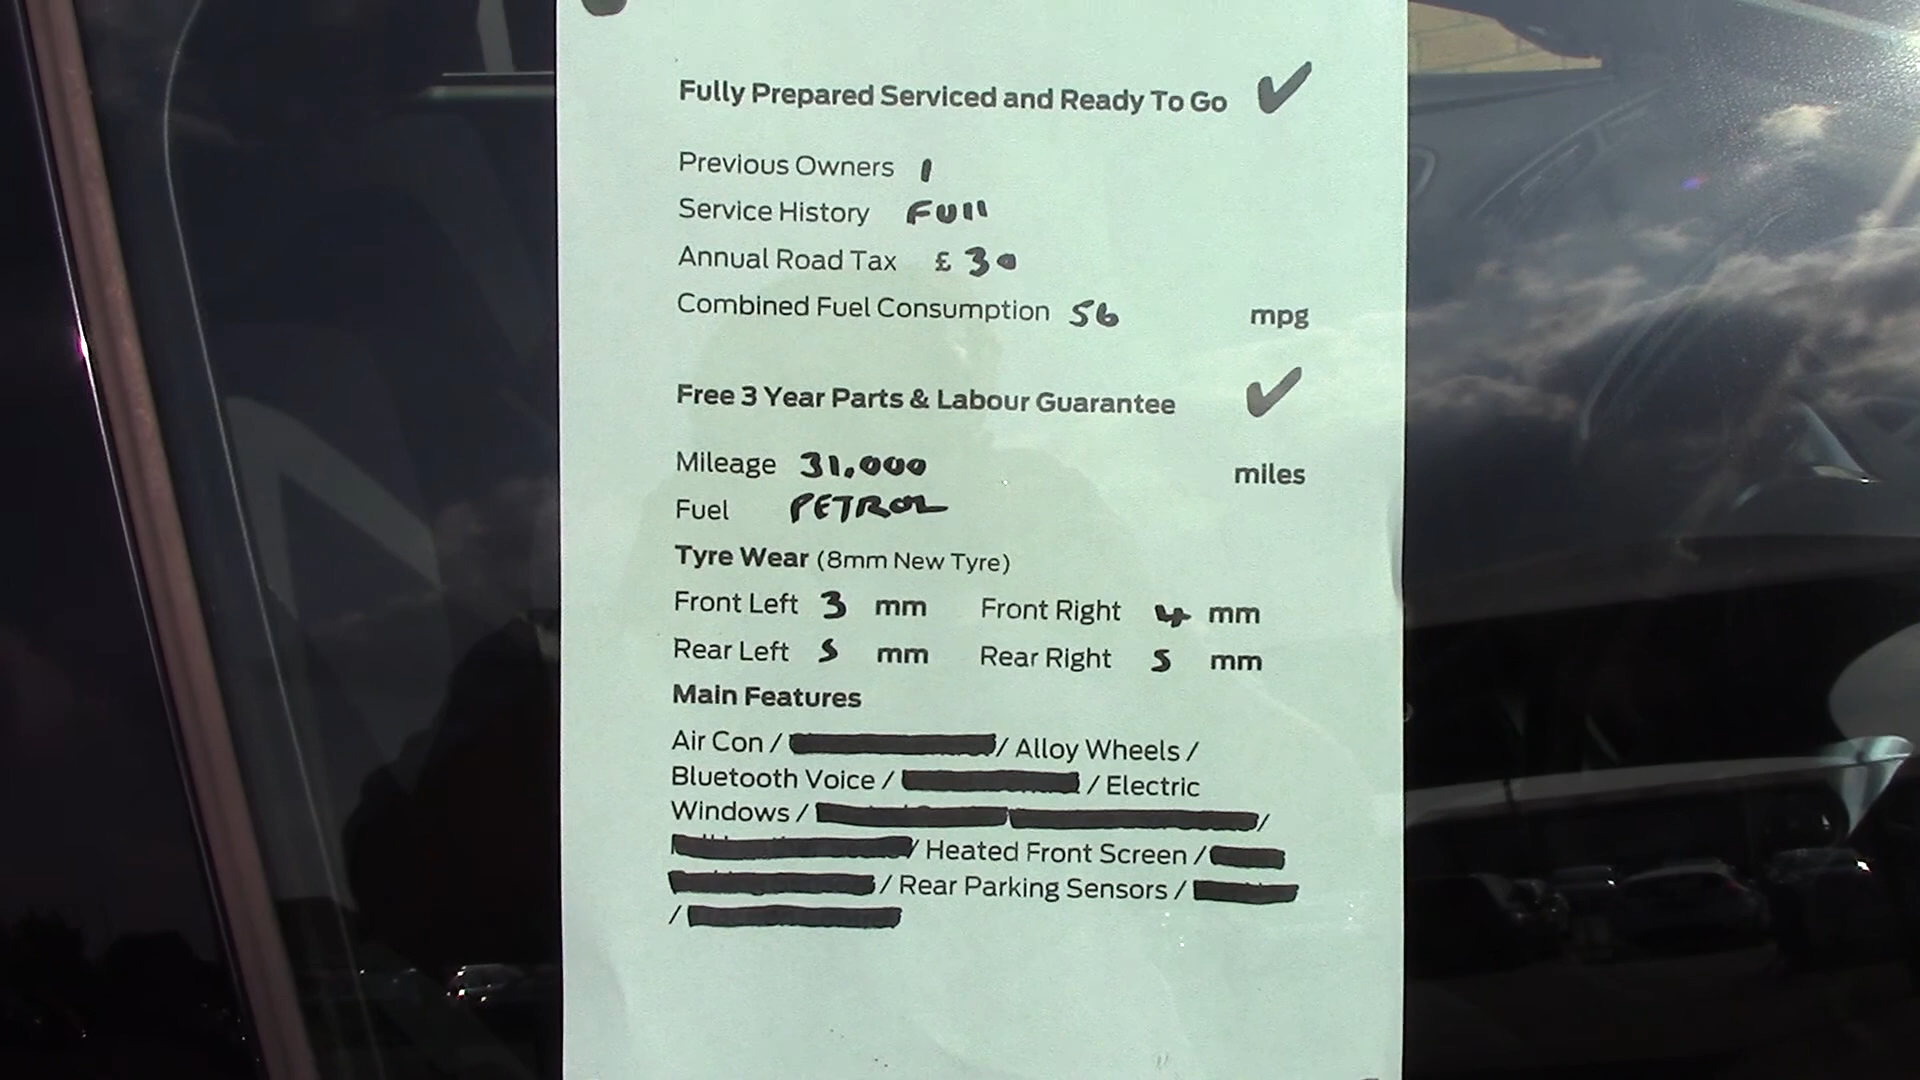 Fully Prepared Serviced and Ready To Go ✓
Previous Owners 1
Service History Full
Annual Road Tax £ 30
Combined Fuel Consumption 56 mpg
Free 3 Year Parts & Labour Guarantee ✓
Mileage 31,000 miles
Fuel PETROL
Tyre Wear (8mm New Tyre)
Front Left 3 mm Front Right 4 mm
Rear Left 5 mm Rear Right 5 mm
Main Features
Air Con / / Alloy Wheels /
Bluetooth Voice / / Electric
Windows / /
/ Heated Front Screen /
/ Rear Parking Sensors /
/